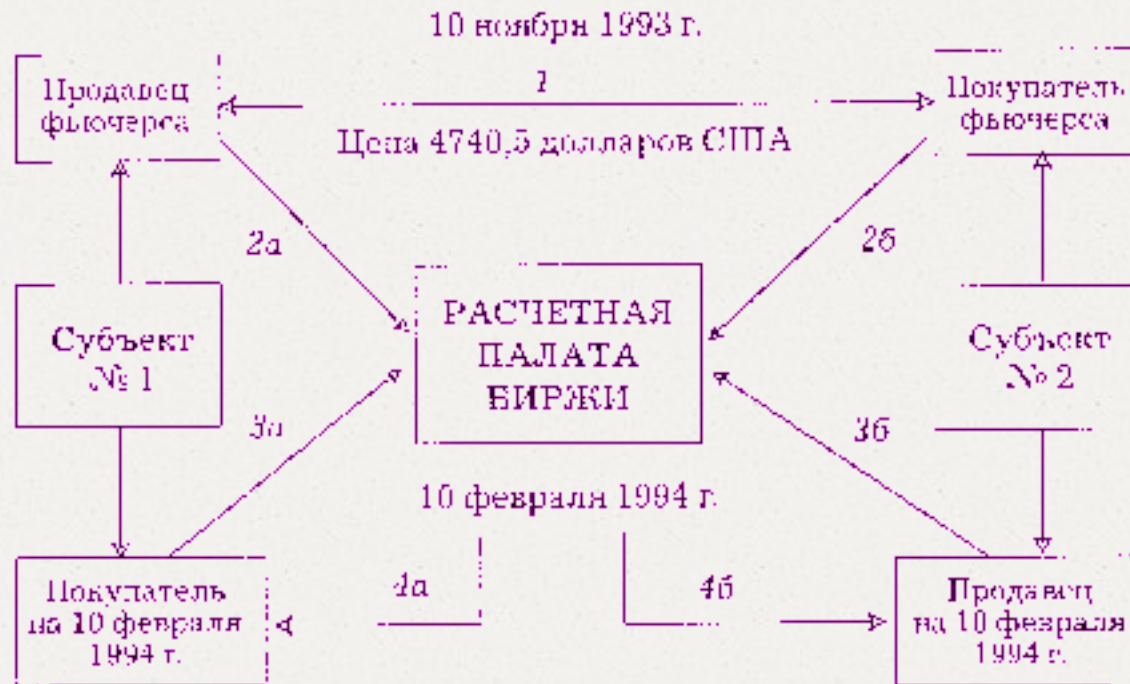 10 ноября 1993 г.
Продавец
фьючерса
1
Покупатель
фьючерса
Цена 4740,5 долларов США
2а
2б
Субъект
№ 1
РАСЧЕТНАЯ
ПАЛАТА
БИРЖИ
Субъект
№ 2
3а
3б
10 февраля 1994 г.
Покупатель
на 10 февраля
1994 г.
4а
4б
Продавец
на 10 февраля
1994 г.